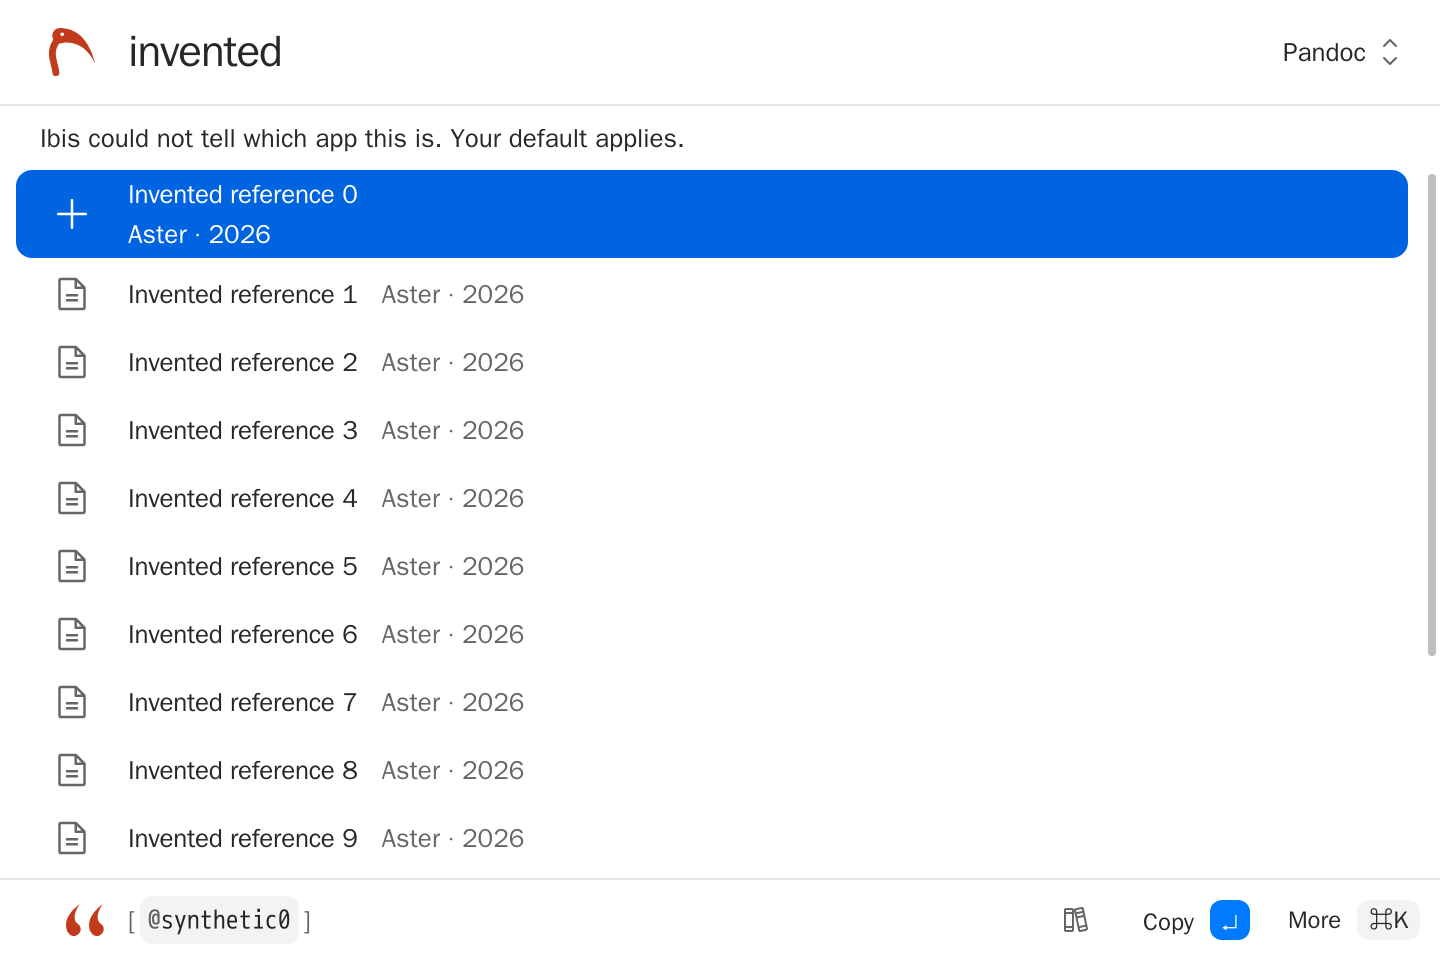 invented
Pandoc
Ibis could not tell which app this is. Your default applies.
Invented reference 0
Aster · 2026
Invented reference 1 Aster · 2026
Invented reference 2 Aster · 2026
Invented reference 3 Aster · 2026
Invented reference 4 Aster · 2026
Invented reference 5 Aster · 2026
Invented reference 6 Aster · 2026
Invented reference 7 Aster · 2026
Invented reference 8 Aster · 2026
Invented reference 9 Aster · 2026
[ @synthetic0 ]
Copy
More ⌘K